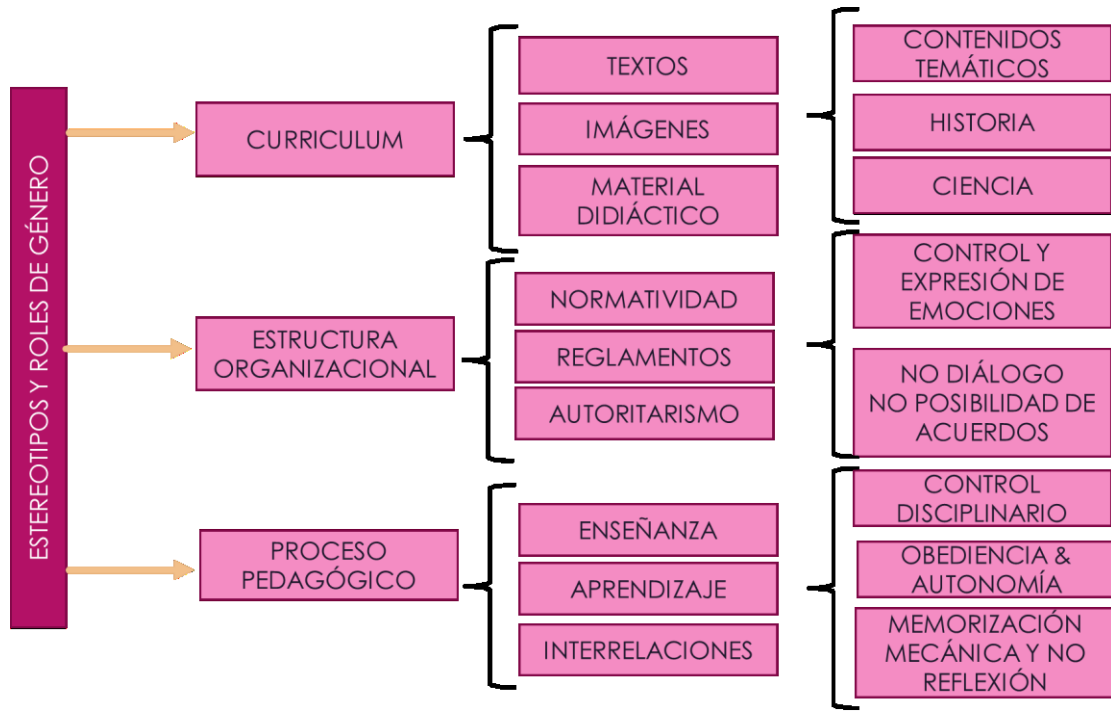 ESTEREOTIPOS Y ROLES DE GÉNERO
CURRICULUM
TEXTOS
IMÁGENES
MATERIAL
DIDIÁCTICO
CONTENIDOS
TEMÁTICOS
HISTORIA
CIENCIA
ESTRUCTURA
ORGANIZACIONAL
NORMATIVIDAD
REGLAMENTOS
AUTORITARISMO
CONTROL Y
EXPRESIÓN DE
EMOCIONES
NO DIÁLOGO
NO POSIBILIDAD DE
ACUERDOS
PROCESO
PEDAGÓGICO
ENSEÑANZA
APRENDIZAJE
INTERRELACIONES
CONTROL
DISCIPLINARIO
OBEDIENCIA &
AUTONOMÍA
MEMORIZACIÓN
MECÁNICA Y NO
REFLEXIÓN